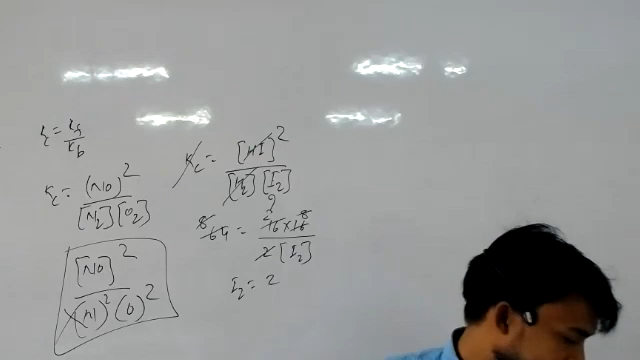 Kc = Kf/Kb
Kc = (NO)²/[N₂][O₂]
[NO]²/(N)²(O)²
Kc = [HI]²/[H₂][I₂]
64 = 16×16/2[I₂]
I₂ = 2